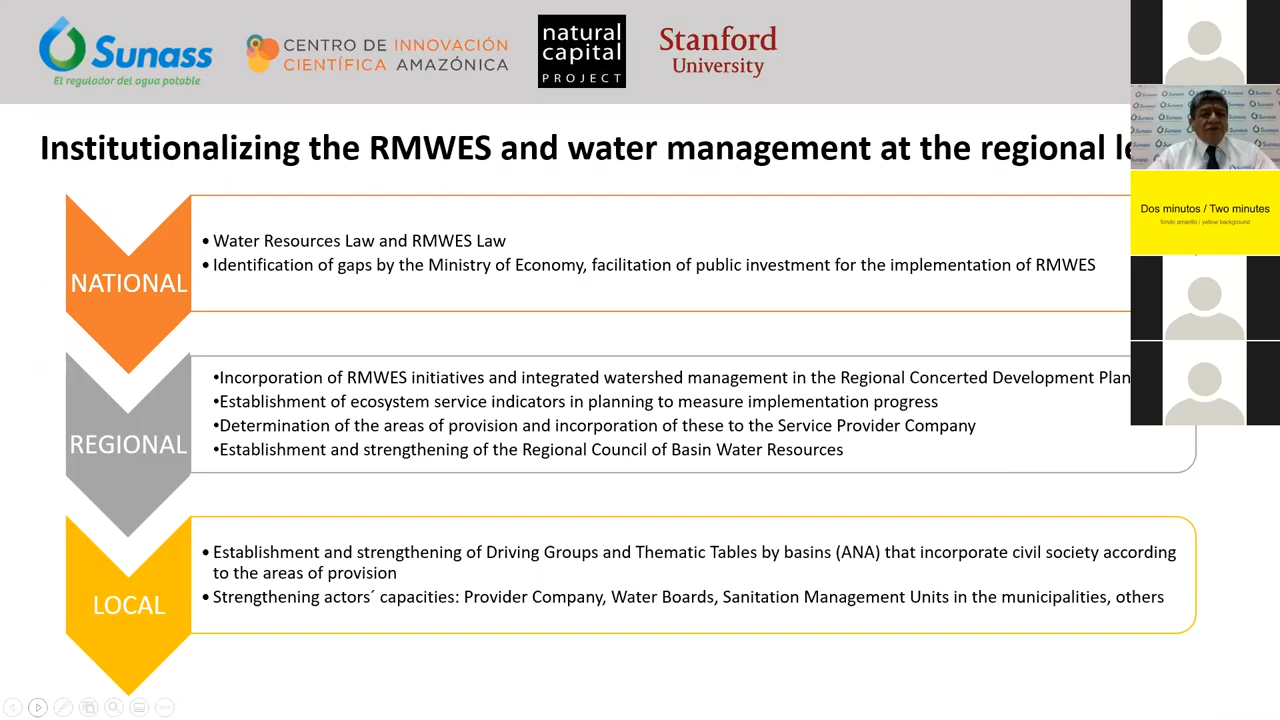 Sunass
El regulador del agua potable
CENTRO DE INNOVACIÓN
CIENTÍFICA AMAZÓNICA
natural
capital
PROJECT
Stanford
University
Institutionalizing the RMWES and water management at the regional le
Dos minutos / Two minutes
fondo amarillo / yellow background
NATIONAL
• Water Resources Law and RMWES Law
• Identification of gaps by the Ministry of Economy, facilitation of public investment for the implementation of RMWES
REGIONAL
•Incorporation of RMWES initiatives and integrated watershed management in the Regional Concerted Development Plan
•Establishment of ecosystem service indicators in planning to measure implementation progress
•Determination of the areas of provision and incorporation of these to the Service Provider Company
•Establishment and strengthening of the Regional Council of Basin Water Resources
LOCAL
• Establishment and strengthening of Driving Groups and Thematic Tables by basins (ANA) that incorporate civil society according
to the areas of provision
• Strengthening actors´ capacities: Provider Company, Water Boards, Sanitation Management Units in the municipalities, others